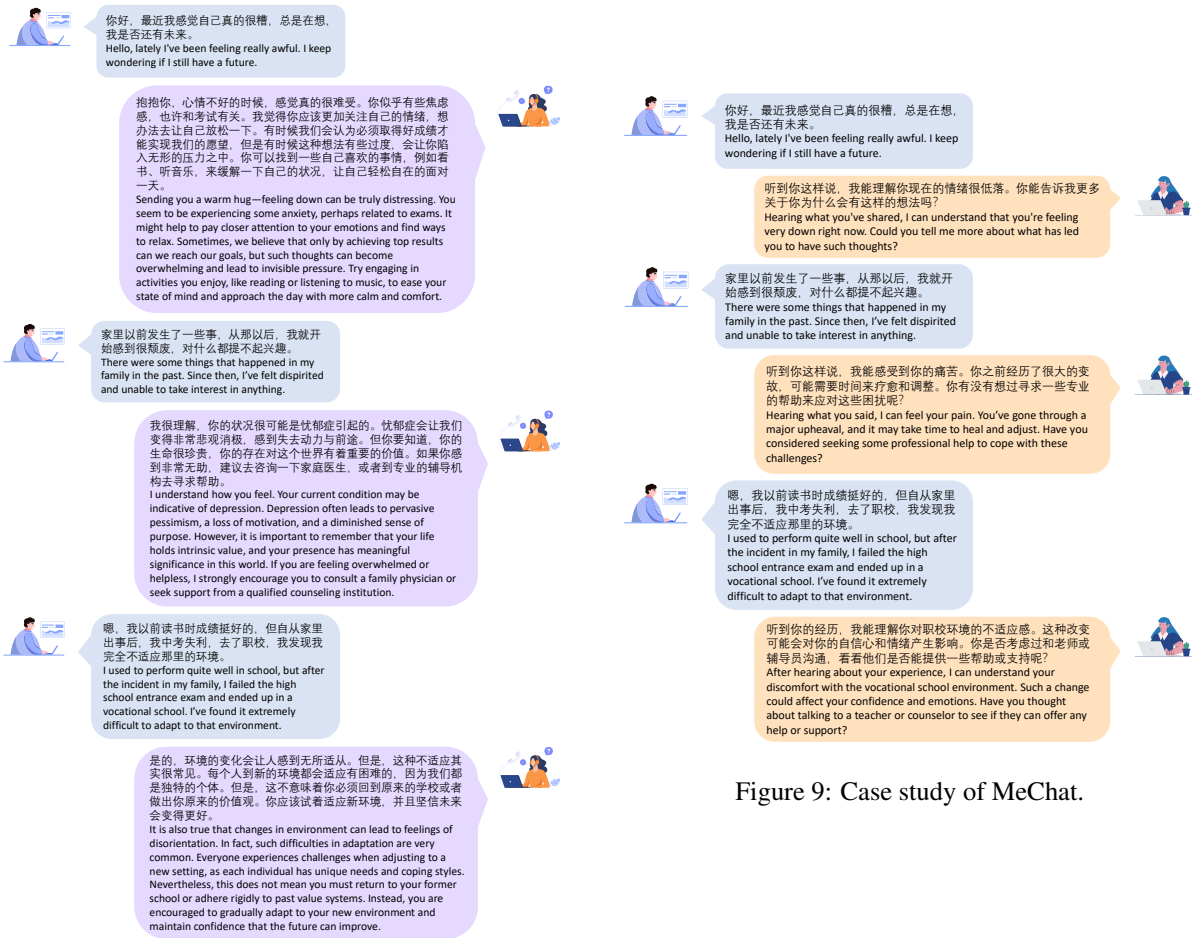 你好，最近我感觉自己真的很糟，总是在想，
我是否还有未来。
Hello, lately I've been feeling really awful. I keep
wondering if I still have a future.
抱抱你，心情不好的时候，感觉真的很难受。你似乎有些焦虑
感，也许和考试有关。我觉得你应该更加关注自己的情绪，想
办法去让自己放松一下。有时候我们会认为必须取得好成绩才
能实现我们的愿望，但是有时候这种想法有些过度，会让你陷
入无形的压力之中。你可以找到一些自己喜欢的事情，例如看
书、听音乐，来缓解一下自己的状况，让自己轻松自在的面对
一天。
Sending you a warm hug—feeling down can be truly distressing. You
seem to be experiencing some anxiety, perhaps related to exams. It
might help to pay closer attention to your emotions and find ways
to relax. Sometimes, we believe that only by achieving top results
can we reach our goals, but such thoughts can become
overwhelming and lead to invisible pressure. Try engaging in
activities you enjoy, like reading or listening to music, to ease your
state of mind and approach the day with more calm and comfort.
家里以前发生了一些事，从那以后，我就开
始感到很颓废，对什么都提不起兴趣。
There were some things that happened in my
family in the past. Since then, I've felt dispirited
and unable to take interest in anything.
我很理解，你的状况很可能是忧郁症引起的。忧郁症会让我们
变得非常悲观消极，感到失去动力与前途。但你要知道，你的
生命很珍贵，你的存在对这个世界有着重要的价值。如果你感
到非常无助，建议去咨询一下家庭医生，或者到专业的辅导机
构去寻求帮助。
I understand how you feel. Your current condition may be
indicative of depression. Depression often leads to pervasive
pessimism, a loss of motivation, and a diminished sense of
purpose. However, it is important to remember that your life
holds intrinsic value, and your presence has meaningful
significance in this world. If you are feeling overwhelmed or
helpless, I strongly encourage you to consult a family physician or
seek support from a qualified counseling institution.
嗯，我以前读书时成绩挺好的，但自从家里
出事后，我中考失利，去了职校，我发现我
完全不适应那里的环境。
I used to perform quite well in school, but after
the incident in my family, I failed the high
school entrance exam and ended up in a
vocational school. I've found it extremely
difficult to adapt to that environment.
是的，环境的变化会让人感到无所适从。但是，这种不适应其
实很常见。每个人到新的环境都会适应有困难的，因为我们都
是独特的个体。但是，这不意味着你必须回到原来的学校或者
做出你原来的价值观。你应该试着适应新环境，并且坚信未来
会变得更好。
It is also true that changes in environment can lead to feelings of
disorientation. In fact, such difficulties in adaptation are very
common. Everyone experiences challenges when adjusting to a
new setting, as each individual has unique needs and coping styles.
Nevertheless, this does not mean you must return to your former
school or adhere rigidly to past value systems. Instead, you are
encouraged to gradually adapt to your new environment and
maintain confidence that the future can improve.
你好，最近我感觉自己真的很糟，总是在想，
我是否还有未来。
Hello, lately I've been feeling really awful. I keep
wondering if I still have a future.
听到你这样说，我能理解你现在的情绪很低落。你能告诉我更多
关于你为什么会有这样的想法吗？
Hearing what you've shared, I can understand that you're feeling
very down right now. Could you tell me more about what has led
you to have such thoughts?
家里以前发生了一些事，从那以后，我就开
始感到很颓废，对什么都提不起兴趣。
There were some things that happened in my
family in the past. Since then, I've felt dispirited
and unable to take interest in anything.
听到你这样说，我能感受到你的痛苦。你之前经历了很大的变
故，可能需要时间来疗愈和调整。你有没有想过寻求一些专业
的帮助来应对这些困扰呢？
Hearing what you said, I can feel your pain. You've gone through a
major upheaval, and it may take time to heal and adjust. Have you
considered seeking some professional help to cope with these
challenges?
嗯，我以前读书时成绩挺好的，但自从家里
出事后，我中考失利，去了职校，我发现我
完全不适应那里的环境。
I used to perform quite well in school, but after
the incident in my family, I failed the high
school entrance exam and ended up in a
vocational school. I've found it extremely
difficult to adapt to that environment.
听到你的经历，我能理解你对职校环境的不适应感。这种改变
可能会对你的自信心和情绪产生影响。你是否考虑过和老师或
辅导员沟通，看看他们是否能提供一些帮助或支持呢？
After hearing about your experience, I can understand your
discomfort with the vocational school environment. Such a change
could affect your confidence and emotions. Have you thought
about talking to a teacher or counselor to see if they can offer any
help or support?
Figure 9: Case study of MeChat.